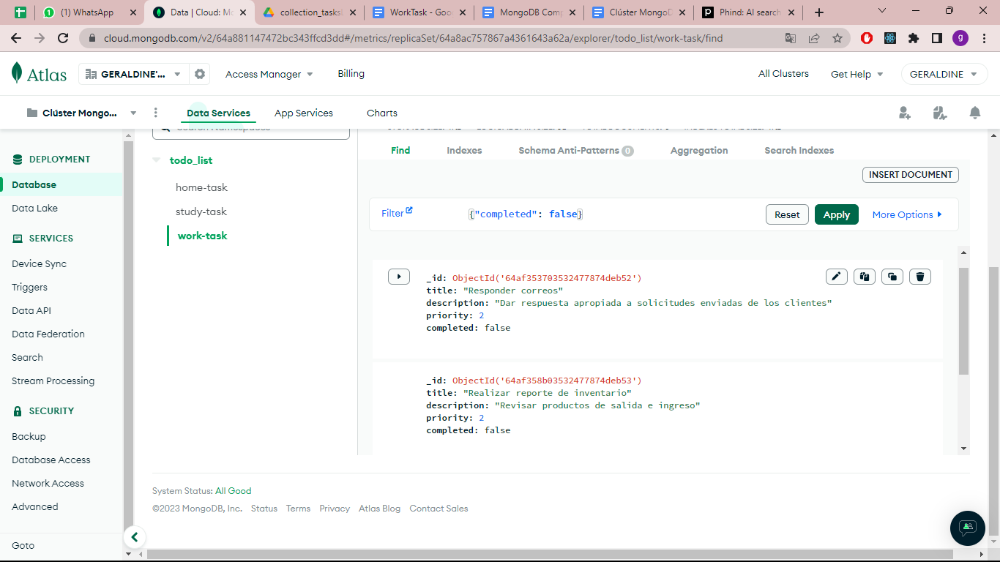 (1) WhatsApp
Data | Cloud: Mo
collection_tasks
WorkTask - Goo
MongoDB Comp
Clúster MongoD
Phind: AI search
cloud.mongodb.com/v2/64a881147472bc343ffcd3dd#/metrics/replicaSet/64a8ac757867a4361643a62a/explorer/todo_list/work-task/find
g
Atlas
GERALDINE'...
Access Manager
Billing
All Clusters
Get Help
GERALDINE
Clúster Mongo...
Data Services
App Services
Charts
DEPLOYMENT
Database
Data Lake
SERVICES
Device Sync
Triggers
Data API
Data Federation
Search
Stream Processing
SECURITY
Backup
Database Access
Network Access
Advanced
Goto
Search Namespaces
todo_list
home-task
study-task
work-task
Find
Indexes
Schema Anti-Patterns 0
Aggregation
Search Indexes
INSERT DOCUMENT
Filter
{"completed": false}
Reset
Apply
More Options
_id: ObjectId('64af353703532477874deb52')
title: "Responder correos"
description: "Dar respuesta apropiada a solicitudes enviadas de los clientes"
priority: 2
completed: false
_id: ObjectId('64af358b03532477874deb53')
title: "Realizar reporte de inventario"
description: "Revisar productos de salida e ingreso"
priority: 2
completed: false
System Status: All Good
©2023 MongoDB, Inc.
Status
Terms
Privacy
Atlas Blog
Contact Sales